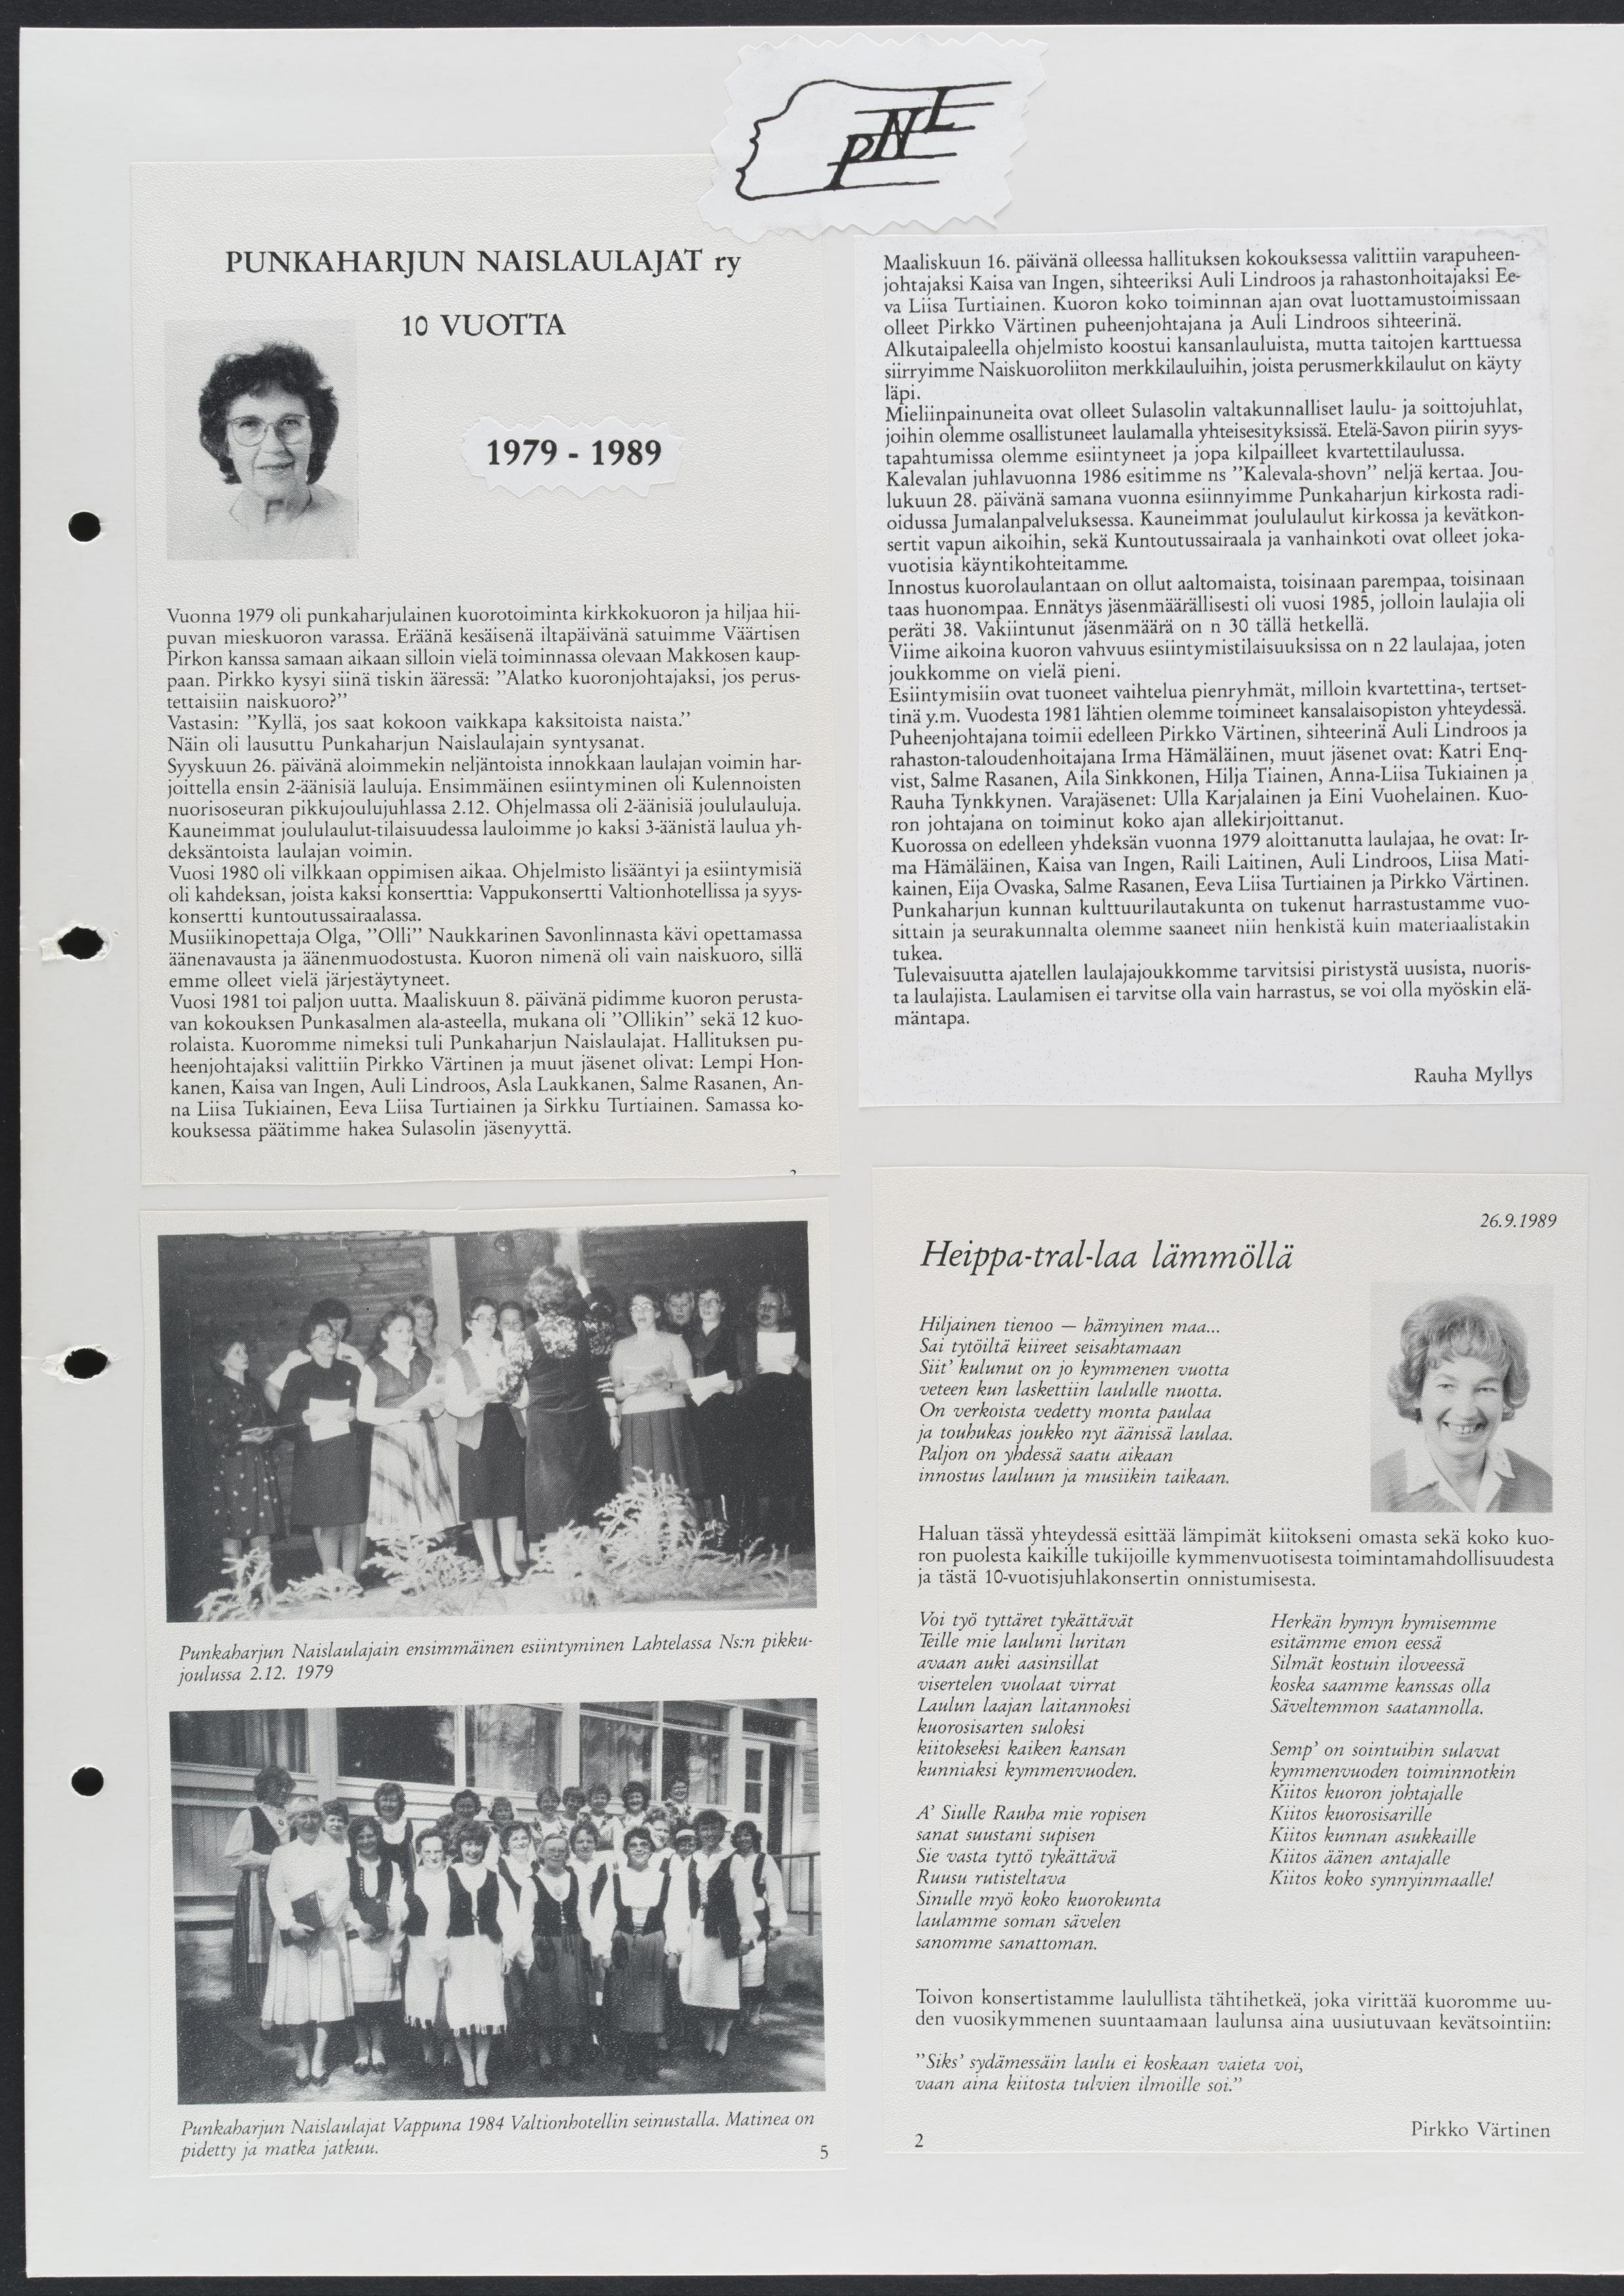 PNL
PUNKAHARJUN NAISLAULAJAT ry
10 VUOTTA
1979 - 1989
Vuonna 1979 oli punkaharjulainen kuorotoiminta kirkkokuoron ja hiljaa hii-
puvan mieskuoron varassa. Eräänä kesäisenä iltapäivänä satuimme Väärtisen
Pirkon kanssa samaan aikaan silloin vielä toiminnassa olevaan Makkosen kaup-
paan. Pirkko kysyi siinä tiskin ääressä: ”Alatko kuoronjohtajaksi, jos perus-
tettaisiin naiskuoro?”
Vastasin: ”Kyllä, jos saat kokoon vaikkapa kaksitoista naista.”
Näin oli lausuttu Punkaharjun Naislaulajain syntysanat.
Syyskuun 26. päivänä aloimmekin neljäntoista innokkaan laulajan voimin har-
joittella ensin 2-äänisiä lauluja. Ensimmäinen esiintyminen oli Kulennoisten
nuorisoseuran pikkujoulujuhlassa 2.12. Ohjelmassa oli 2-äänisiä joululauluja.
Kauneimmat joululaulut-tilaisuudessa lauloimme jo kaksi 3-äänistä laulua yh-
deksäntoista laulajan voimin.
Vuosi 1980 oli vilkkaan oppimisen aikaa. Ohjelmisto lisääntyi ja esiintymisiä
oli kahdeksan, joista kaksi konserttia: Vappukonsertti Valtionhotellissa ja syys-
konsertti kuntoutussairaalassa.
Musiikinopettaja Olga, ”Olli” Naukkarinen Savonlinnasta kävi opettamassa
äänenavausta ja äänenmuodostusta. Kuoron nimenä oli vain naiskuoro, sillä
emme olleet vielä järjestäytyneet.
Vuosi 1981 toi paljon uutta. Maaliskuun 8. päivänä pidimme kuoron perusta-
van kokouksen Punkasalmen ala-asteella, mukana oli ”Ollikin” sekä 12 kuo-
rolaista. Kuoromme nimeksi tuli Punkaharjun Naislaulajat. Hallituksen pu-
heenjohtajaksi valittiin Pirkko Värtinen ja muut jäsenet olivat: Lempi Hon-
kanen, Kaisa van Ingen, Auli Lindroos, Asla Laukkanen, Salme Rasanen, An-
na Liisa Tukiainen, Eeva Liisa Turtiainen ja Sirkku Turtiainen. Samassa ko-
kouksessa päätimme hakea Sulasolin jäsenyyttä.
Maaliskuun 16. päivänä olleessa hallituksen kokouksessa valittiin varapuheen-
johtajaksi Kaisa van Ingen, sihteeriksi Auli Lindroos ja rahastonhoitajaksi Ee-
va Liisa Turtiainen. Kuoron koko toiminnan ajan ovat luottamustoimissaan
olleet Pirkko Värtinen puheenjohtajana ja Auli Lindroos sihteerinä.
Alkutaipaleella ohjelmisto koostui kansanlauluista, mutta taitojen karttuessa
siirryimme Naiskuoroliiton merkkilauluihin, joista perusmerkkilaulut on käyty
läpi.
Mieliinpainuneita ovat olleet Sulasolin valtakunnalliset laulu- ja soittojuhlat,
joihin olemme osallistuneet laulamalla yhteisesityksissä. Etelä-Savon piirin syys-
tapahtumissa olemme esiintyneet ja jopa kilpailleet kvartettilaulussa.
Kalevalan juhlavuonna 1986 esitimme ns ”Kalevala-shovn” neljä kertaa. Jou-
lukuun 28. päivänä samana vuonna esiinnyimme Punkaharjun kirkosta radi-
oidussa Jumalanpalveluksessa. Kauneimmat joululaulut kirkossa ja kevätkon-
sertit vapun aikoihin, sekä Kuntoutussairaala ja vanhainkoti ovat olleet joka-
vuotisia käyntikohteitamme.
Innostus kuorolaulantaan on ollut aaltomaista, toisinaan parempaa, toisinaan
taas huonompaa. Ennätys jäsenmäärällisesti oli vuosi 1985, jolloin laulajia oli
peräti 38. Vakiintunut jäsenmäärä on n 30 tällä hetkellä.
Viime aikoina kuoron vahvuus esiintymistilaisuuksissa on n 22 laulajaa, joten
joukkomme on vielä pieni.
Esiintymisiin ovat tuoneet vaihtelua pienryhmät, milloin kvartettina-, tertset-
tinä y.m. Vuodesta 1981 lähtien olemme toimineet kansalaisopiston yhteydessä.
Puheenjohtajana toimii edelleen Pirkko Värtinen, sihteerinä Auli Lindroos ja
rahaston-taloudenhoitajana Irma Hämäläinen, muut jäsenet ovat: Katri Enq-
vist, Salme Rasanen, Aila Sinkkonen, Hilja Tiainen, Anna-Liisa Tukiainen ja
Rauha Tynkkynen. Varajäsenet: Ulla Karjalainen ja Eini Vuohelainen. Kuo-
ron johtajana on toiminut koko ajan allekirjoittanut.
Kuorossa on edelleen yhdeksän vuonna 1979 aloittanutta laulajaa, he ovat: Ir-
ma Hämäläinen, Kaisa van Ingen, Raili Laitinen, Auli Lindroos, Liisa Mati-
kainen, Eija Ovaska, Salme Rasanen, Eeva Liisa Turtiainen ja Pirkko Värtinen.
Punkaharjun kunnan kulttuurilautakunta on tukenut harrastustamme vuo-
sittain ja seurakunnalta olemme saaneet niin henkistä kuin materiaalistakin
tukea.
Tulevaisuutta ajatellen laulajajoukkomme tarvitsisi piristystä uusista, nuoris-
ta laulajista. Laulamisen ei tarvitse olla vain harrastus, se voi olla myöskin elä-
mäntapa.
Rauha Myllys
Punkaharjun Naislaulajain ensimmäinen esiintyminen Lahtelassa Ns:n pikku-
joulussa 2.12. 1979
Punkaharjun Naislaulajat Vappuna 1984 Valtionhotellin seinustalla. Matinea on
pidetty ja matka jatkuu.
5
26.9.1989
Heippa-tral-laa lämmöllä
Hiljainen tienoo — hämyinen maa...
Sai tytöiltä kiireet seisahtamaan
Siit’ kulunut on jo kymmenen vuotta
veteen kun laskettiin laululle nuotta.
On verkoista vedetty monta paulaa
ja touhukas joukko nyt äänissä laulaa.
Paljon on yhdessä saatu aikaan
innostus lauluun ja musiikin taikaan.
Haluan tässä yhteydessä esittää lämpimät kiitokseni omasta sekä koko kuo-
ron puolesta kaikille tukijoille kymmenvuotisesta toimintamahdollisuudesta
ja tästä 10-vuotisjuhlakonsertin onnistumisesta.
Voi työ tyttäret tykättävät
Teille mie lauluni luritan
avaan auki aasinsillat
visertelen vuolaat virrat
Laulun laajan laitannoksi
kuorosisarten suloksi
kiitokseksi kaiken kansan
kunniaksi kymmenvuoden.
A’ Siulle Rauha mie ropisen
sanat suustani supisen
Sie vasta tyttö tykättävä
Ruusu rutisteltava
Sinulle myö koko kuorokunta
laulamme soman sävelen
sanomme sanattoman.
Herkän hymyn hymisemme
esitämme emon eessä
Silmät kostuin iloveessä
koska saamme kanssas olla
Säveltemmon saatannolla.
Semp’ on sointuihin sulavat
kymmenvuoden toiminnotkin
Kiitos kuoron johtajalle
Kiitos kuorosisarille
Kiitos kunnan asukkaille
Kiitos äänen antajalle
Kiitos koko synnyinmaalle!
Toivon konsertistamme laulullista tähtihetkeä, joka virittää kuoromme uu-
den vuosikymmenen suuntaamaan laulunsa aina uusiutuvaan kevätsointiin:
”Siks’ sydämessäin laulu ei koskaan vaieta voi,
vaan aina kiitosta tulvien ilmoille soi.”
Pirkko Värtinen
2